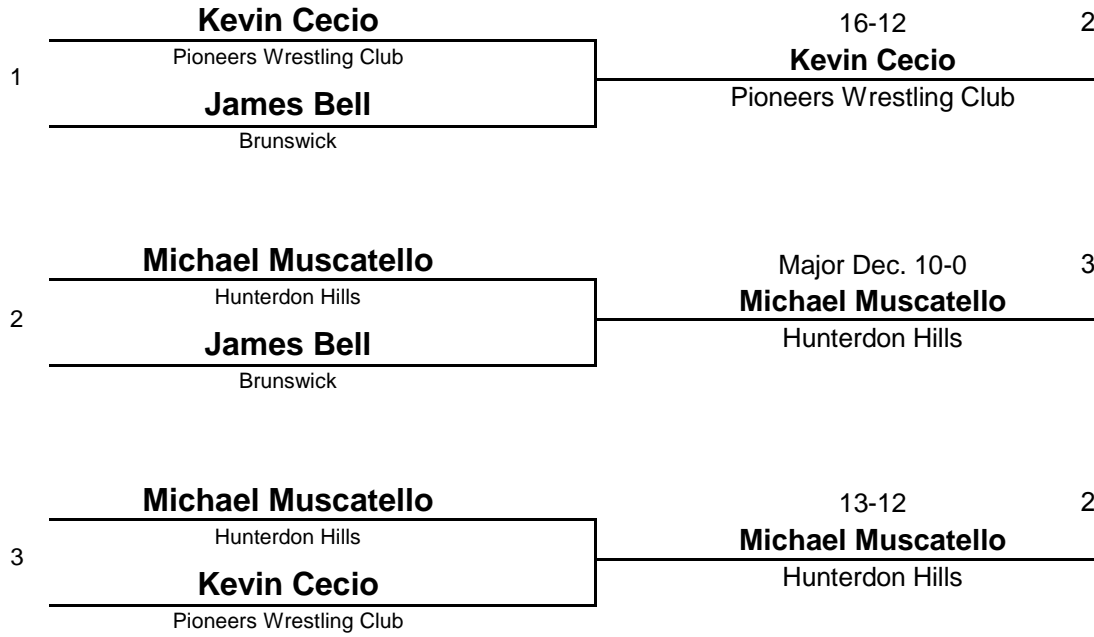 Kevin Cecio
Pioneers Wrestling Club
1
James Bell
Brunswick
16-12 2
Kevin Cecio
Pioneers Wrestling Club
Michael Muscatello
Hunterdon Hills
2
James Bell
Brunswick
Major Dec. 10-0 3
Michael Muscatello
Hunterdon Hills
Michael Muscatello
Hunterdon Hills
3
Kevin Cecio
Pioneers Wrestling Club
13-12 2
Michael Muscatello
Hunterdon Hills